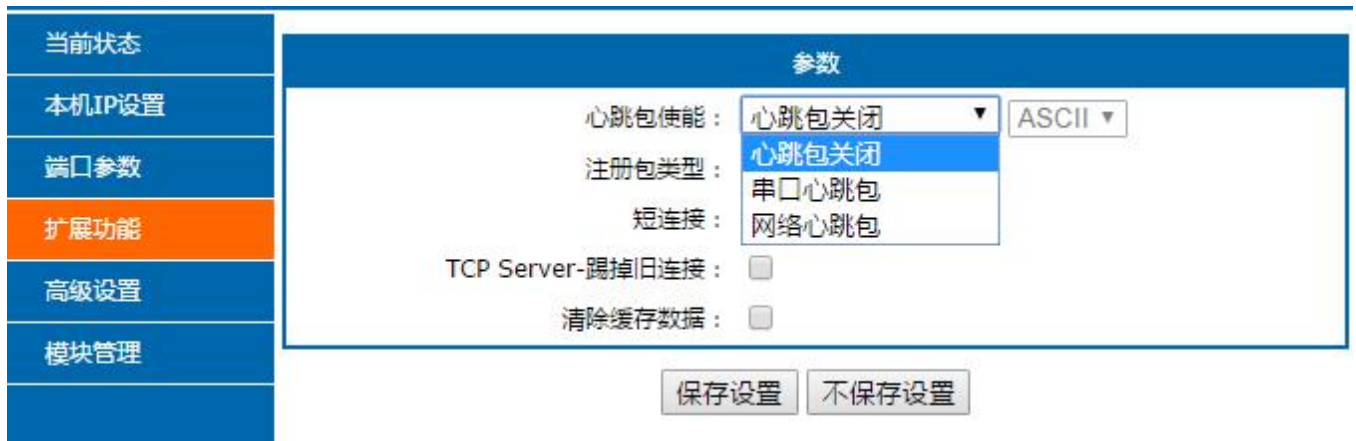 当前状态
本机IP设置
端口参数
扩展功能
高级设置
模块管理
参数
心跳包使能： 心跳包关闭 ▼ ASCII ▼
心跳包关闭
注册包类型：
串口心跳包
短连接：
网络心跳包
TCP Server-踢掉旧连接：
清除缓存数据：
保存设置 不保存设置